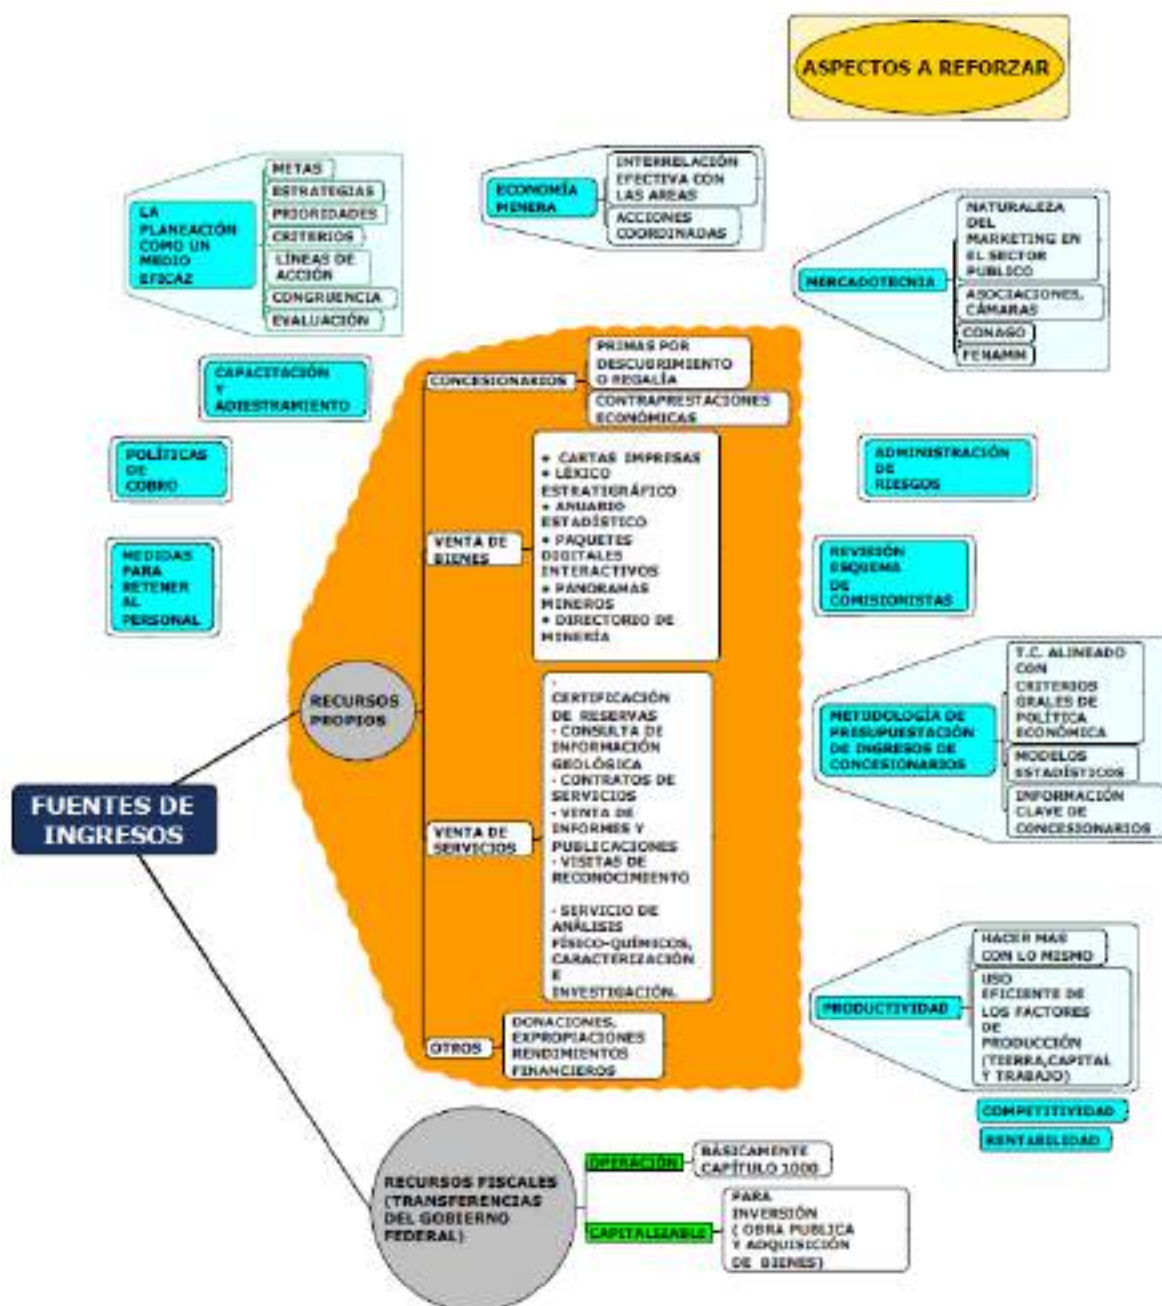 ASPECTOS A REFORZAR
LA
PLANEACIÓN
COMO UN
MEDIO
EFICAZ
METAS
ESTRATEGIAS
PRIORIDADES
CRITERIOS
LÍNEAS DE
ACCIÓN
CONGRUENCIA
EVALUACIÓN
ECONOMÍA
MINERA
INTERRELACIÓN
EFECTIVA CON
LAS AREAS
ACCIONES
COORDINADAS
MERCADOTECNIA
NATURALEZA
DEL
MARKETING EN
EL SECTOR
PUBLICO
ASOCIACIONES,
CÁMARAS
CONAGO
FENAMM
CAPACITACIÓN
Y
ADIESTRAMIENTO
POLÍTICAS
DE
COBRO
MEDIDAS
PARA
RETENER
AL
PERSONAL
ADMINISTRACIÓN
DE
RIESGOS
REVISIÓN
ESQUEMA
DE
COMISIONISTAS
METODOLOGÍA DE
PRESUPUESTACIÓN
DE INGRESOS DE
CONCESIONARIOS
T.C. ALINEADO
CON
CRITERIOS
GRALES DE
POLÍTICA
ECONÓMICA
MODELOS
ESTADÍSTICOS
INFORMACIÓN
CLAVE DE
CONCESIONARIOS
PRODUCTIVIDAD
HACER MAS
CON LO MISMO
USO
EFICIENTE DE
LOS FACTORES
DE
PRODUCCIÓN
(TIERRA,CAPITAL
Y TRABAJO)
COMPETITIVIDAD
RENTABILIDAD
FUENTES DE
INGRESOS
RECURSOS
PROPIOS
CONCESIONARIOS
PRIMAS POR
DESCUBRIMIENTO
O REGALÍA
CONTRAPRESTACIONES
ECONÓMICAS
VENTA DE
BIENES
• CARTAS IMPRESAS
• LÉXICO
ESTRATIGRÁFICO
• ANUARIO
ESTADÍSTICO
• PAQUETES
DIGITALES
INTERACTIVOS
• PANORAMAS
MINEROS
• DIRECTORIO DE
MINERÍA
VENTA DE
SERVICIOS
-
CERTIFICACIÓN
DE RESERVAS
- CONSULTA DE
INFORMACIÓN
GEOLÓGICA
- CONTRATOS DE
SERVICIOS
- VENTA DE
INFORMES Y
PUBLICACIONES
- VISITAS DE
RECONOCIMIENTO
- SERVICIO DE
ANÁLISIS
FÍSICO-QUÍMICOS,
CARACTERIZACIÓN
E
INVESTIGACIÓN.
OTROS
DONACIONES,
EXPROPIACIONES
RENDIMIENTOS
FINANCIEROS
RECURSOS FISCALES
(TRANSFERENCIAS
DEL GOBIERNO
FEDERAL)
OPERACIÓN
BÁSICAMENTE
CAPÍTULO 1000
CAPITALIZABLE
PARA
INVERSIÓN
( OBRA PUBLICA
Y ADQUISICIÓN
DE BIENES)